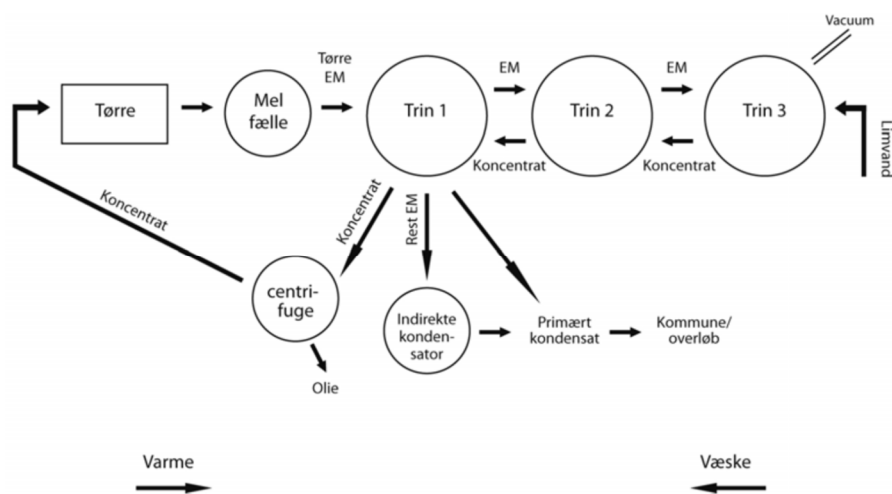 Vacuum
Tørre
EM
EM
EM
Tørre
Mel
fælle
Trin 1
Trin 2
Trin 3
Limvand
Koncentrat
Koncentrat
Koncentrat
Koncentrat
Rest EM
centri-
fuge
Indirekte
konden-
sator
Primært
kondensat
Kommune/
overløb
Olie
Varme
Væske